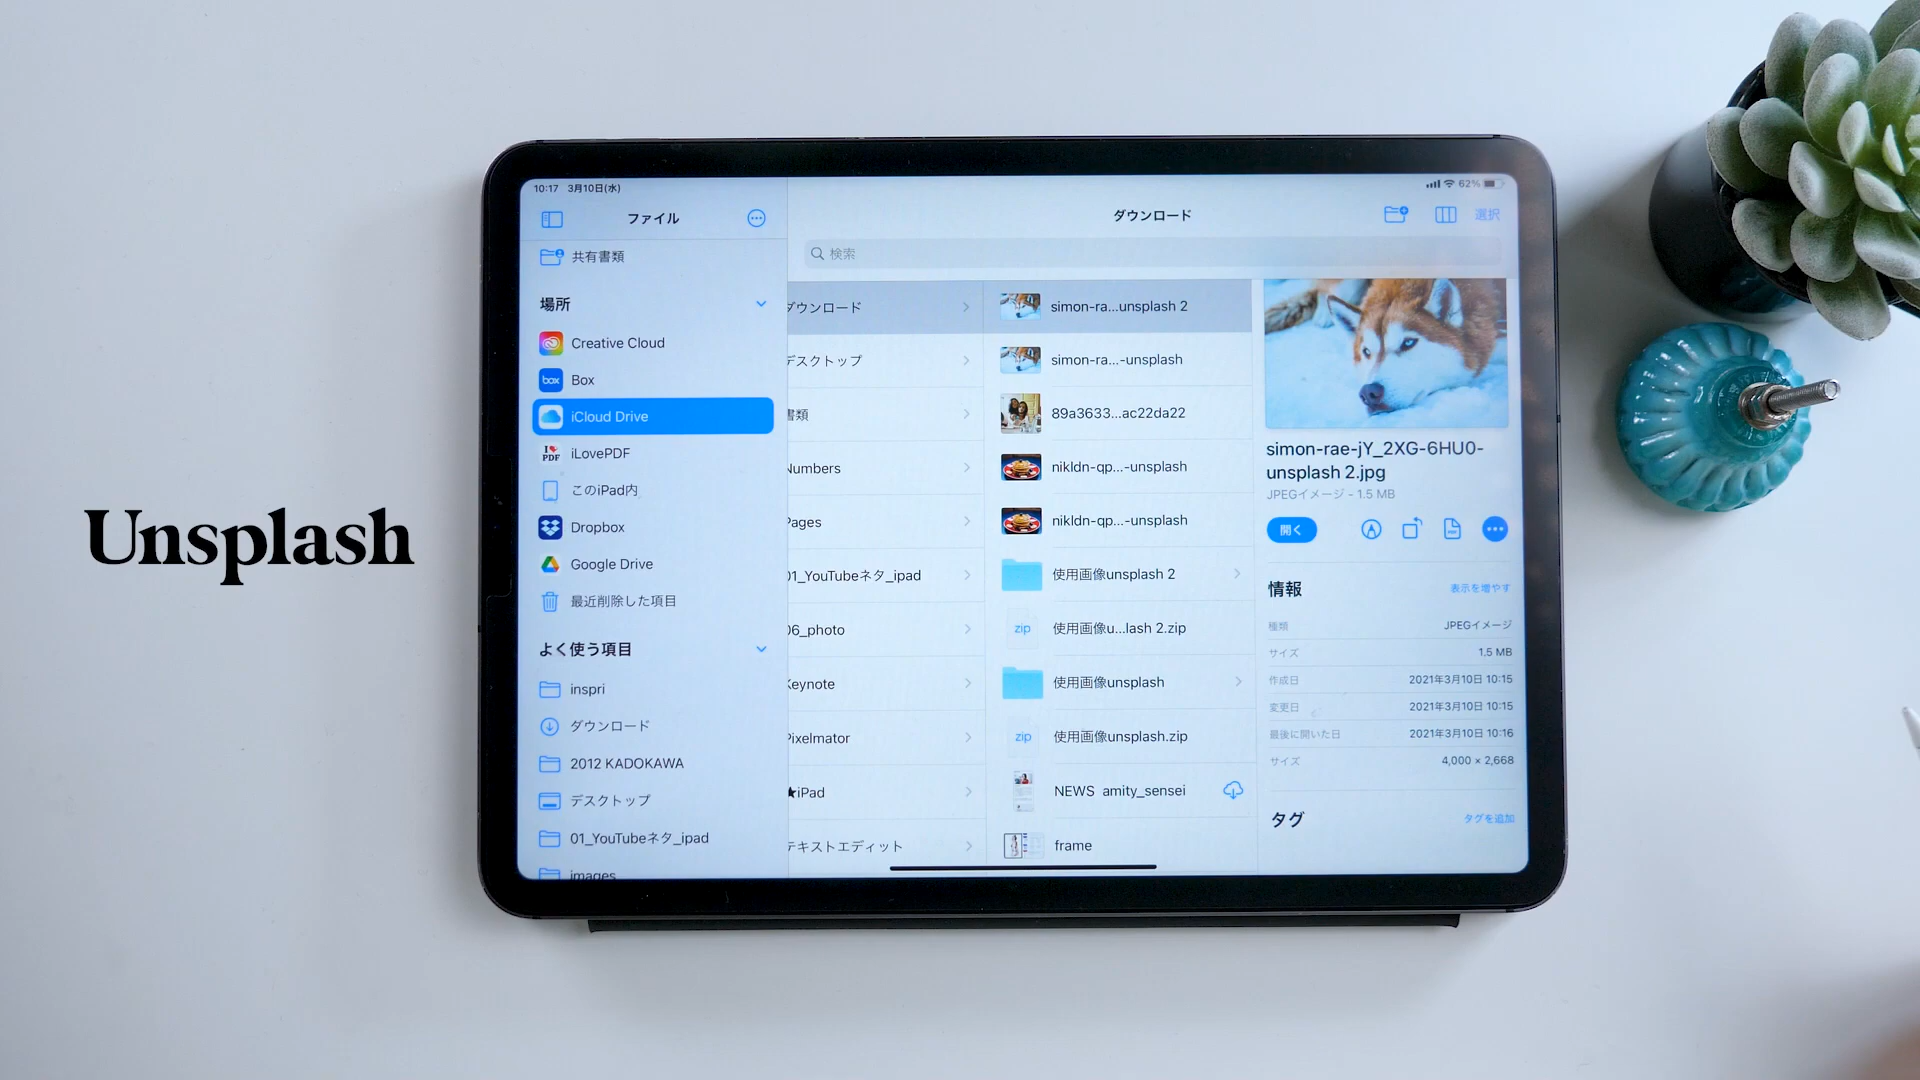 Unsplash
10:17 3月10日(水)
62%
ファイル
共有書類
場所
Creative Cloud
box
Box
iCloud Drive
I PDF
iLovePDF
このiPad内
Dropbox
Google Drive
最近削除した項目
よく使う項目
inspri
ダウンロード
2012 KADOKAWA
デスクトップ
01_YouTubeネタ_ipad
images
ダウンロード
選択
検索
ダウンロード
デスクトップ
書類
Numbers
Pages
01_YouTubeネタ_ipad
06_photo
Keynote
Pixelmator
★iPad
テキストエディット
simon-ra...unsplash 2
simon-ra...-unsplash
89a3633...ac22da22
nikldn-qp...-unsplash
nikldn-qp...-unsplash
使用画像unsplash 2
zip
使用画像u...lash 2.zip
使用画像unsplash
zip
使用画像unsplash.zip
NEWS amity_sensei
frame
simon-rae-jY_2XG-6HU0-
unsplash 2.jpg
JPEGイメージ - 1.5 MB
開く
情報
表示を増やす
種類 JPEGイメージ
サイズ 1.5 MB
作成日 2021年3月10日 10:15
変更日 2021年3月10日 10:15
最後に開いた日 2021年3月10日 10:16
サイズ 4,000 × 2,668
タグ
タグを追加